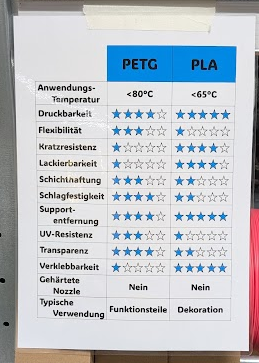 PETG PLA
Anwendungs-
Temperatur <80°C <65°C
Druckbarkeit ★★★★☆ ★★★★★
Flexibilität ★★★☆☆ ★☆☆☆☆
Kratzresistenz ★☆☆☆☆ ★★★★☆
Lackierbarkeit ★☆☆☆☆ ★★★★☆
Schichthaftung ★★★☆☆ ★★☆☆☆
Schlagfestigkeit ★★★★☆ ★★☆☆☆
Support-
entfernung ★★★★☆ ★★★★★
UV-Resistenz ★★★☆☆ ★☆☆☆☆
Transparenz ★★★★☆ ★★★☆☆
Verklebbarkeit ★☆☆☆☆ ★★★★★
Gehärtete
Nozzle Nein Nein
Typische
Verwendung Funktionsteile Dekoration